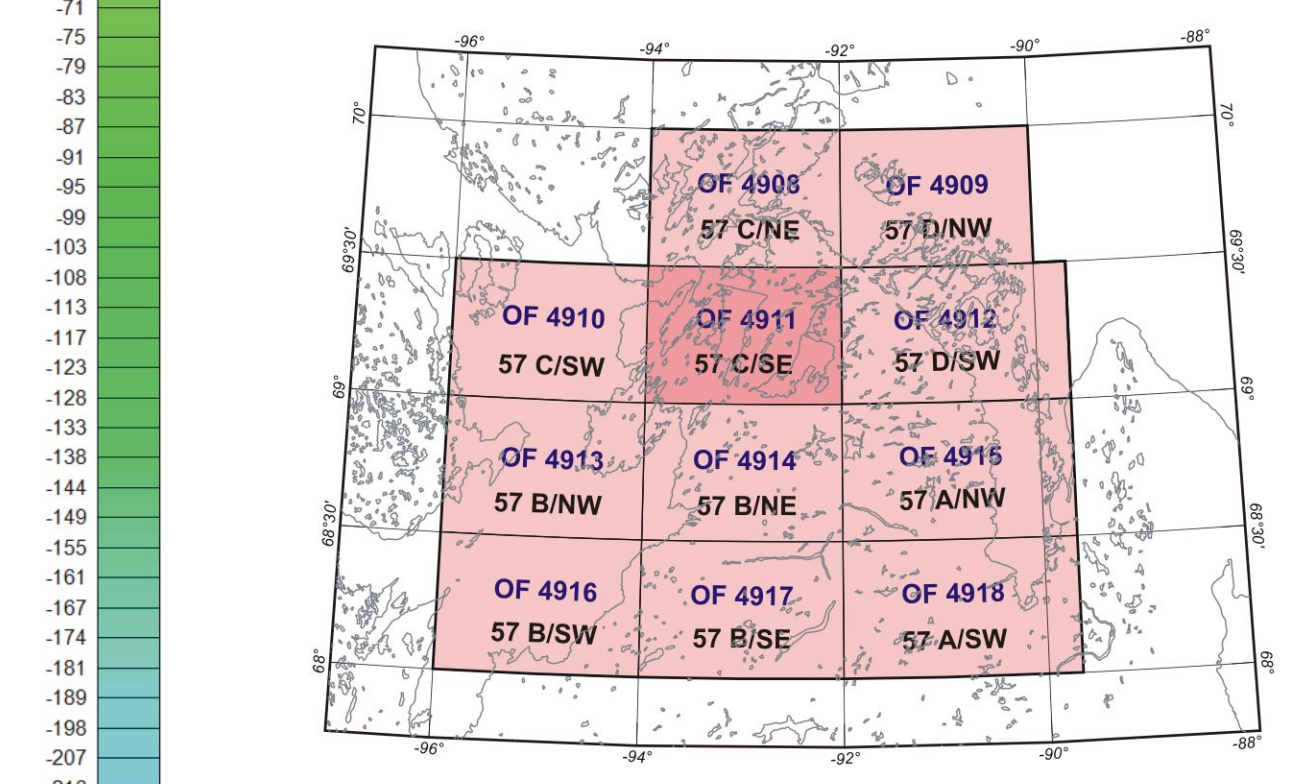 -71
-75
-79
-83
-87
-91
-95
-99
-103
-108
-113
-117
-123
-128
-133
-138
-144
-149
-155
-161
-167
-174
-181
-189
-198
-207
-96°
-94°
-92°
-90°
-88°
70°
70°
OF 4908
57 C/NE
OF 4909
57 D/NW
69°30'
69°30'
OF 4910
57 C/SW
OF 4911
57 C/SE
OF 4912
57 D/SW
69°
69°
OF 4913
57 B/NW
OF 4914
57 B/NE
OF 4915
57 A/NW
68°30'
68°30'
OF 4916
57 B/SW
OF 4917
57 B/SE
OF 4918
57 A/SW
68°
68°
-96°
-94°
-92°
-90°
-88°